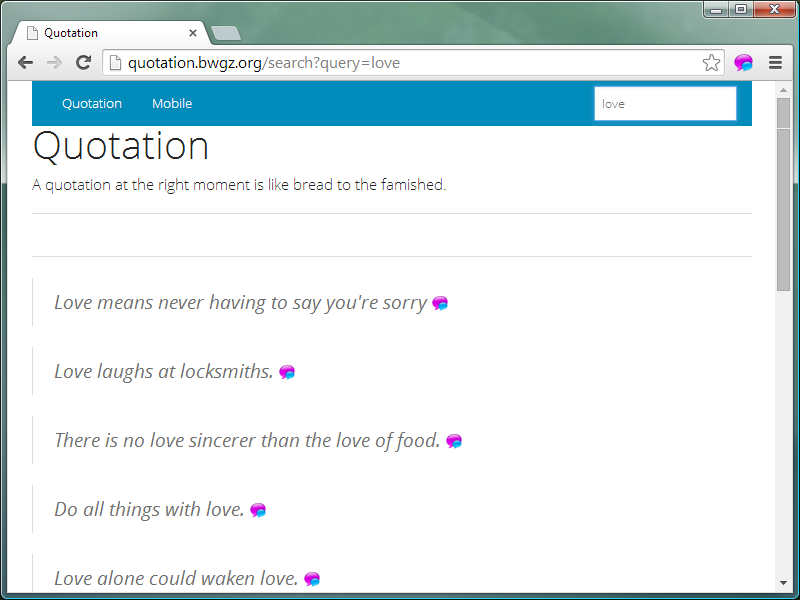 Quotation
quotation.bwgz.org/search?query=love
Quotation Mobile love
Quotation
A quotation at the right moment is like bread to the famished.
Love means never having to say you're sorry
Love laughs at locksmiths.
There is no love sincerer than the love of food.
Do all things with love.
Love alone could waken love.